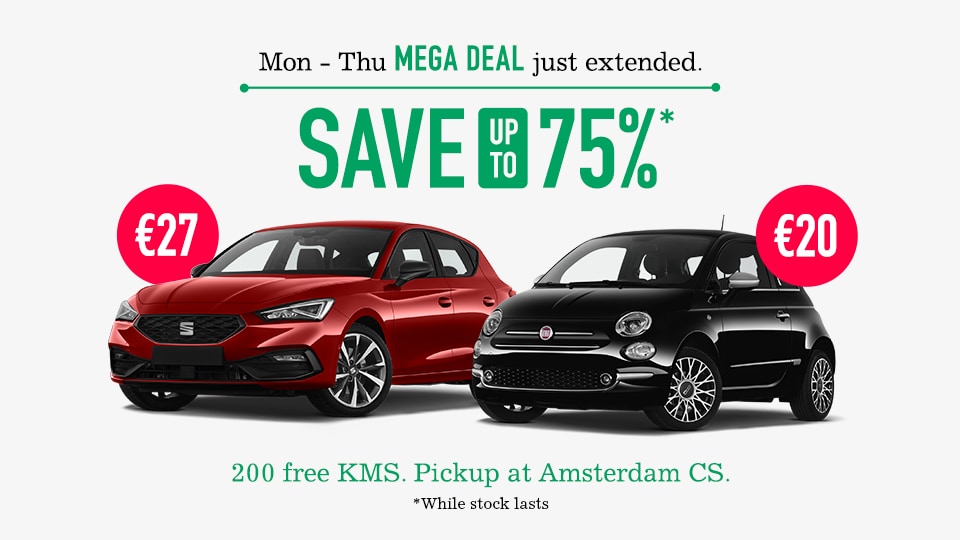 Mon - Thu MEGA DEAL just extended.
SAVE UP TO 75%*
€27
€20
200 free KMS. Pickup at Amsterdam CS.
*While stock lasts